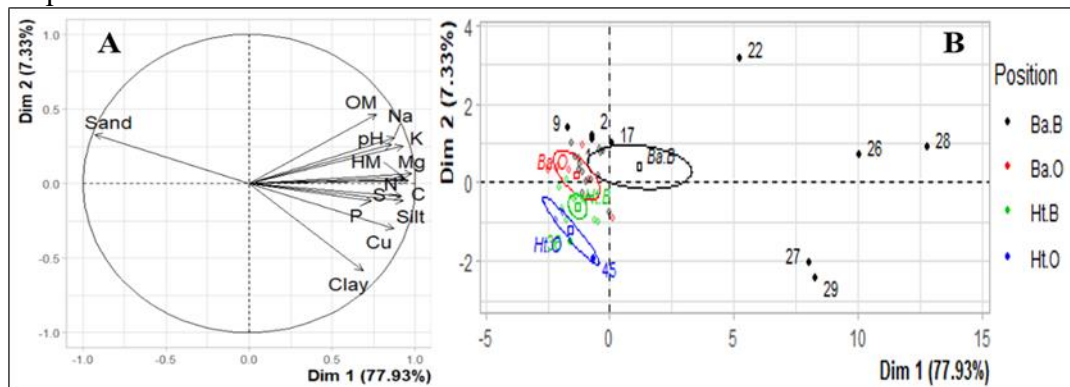 A
Dim 2 (7.33%)
1.0
0.5
0.0
-0.5
-1.0
-1.0
-0.5
0.0
0.5
1.0
Dim 1 (77.93%)
OM
Na
Sand
pH
K
HM
Mg
N
S
C
P
Silt
Cu
Clay
B
Dim 2 (7.33%)
4
2
0
-2
-5
0
5
10
15
Dim 1 (77.93%)
22
9
2
17
Ba.B
26
28
Ba.O
Ht.B
Ht.O
45
27
29
Position
Ba.B
Ba.O
Ht.B
Ht.O